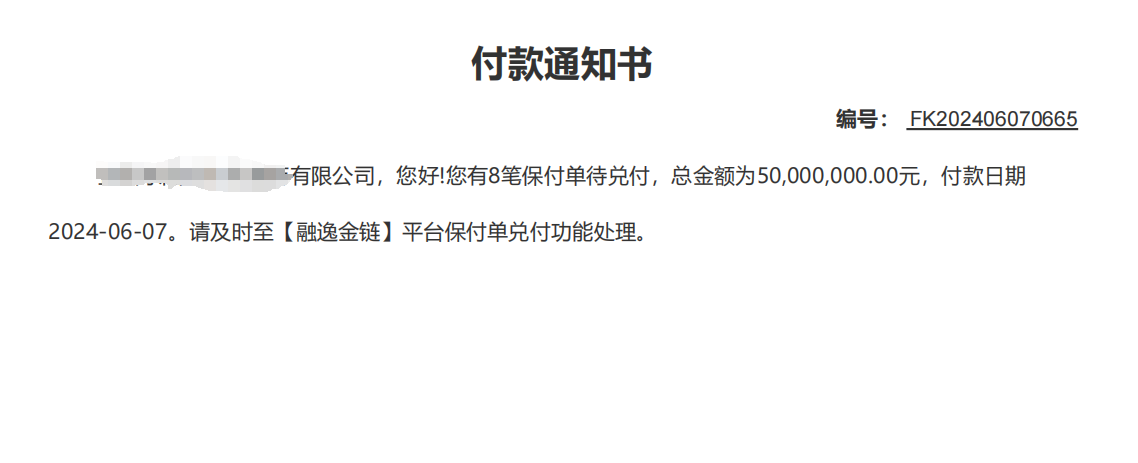 付款通知书
编号： FK202406070665
有限公司，您好!您有8笔保付单待兑付，总金额为50,000,000.00元，付款日期
2024-06-07。请及时至【融逸金链】平台保付单兑付功能处理。